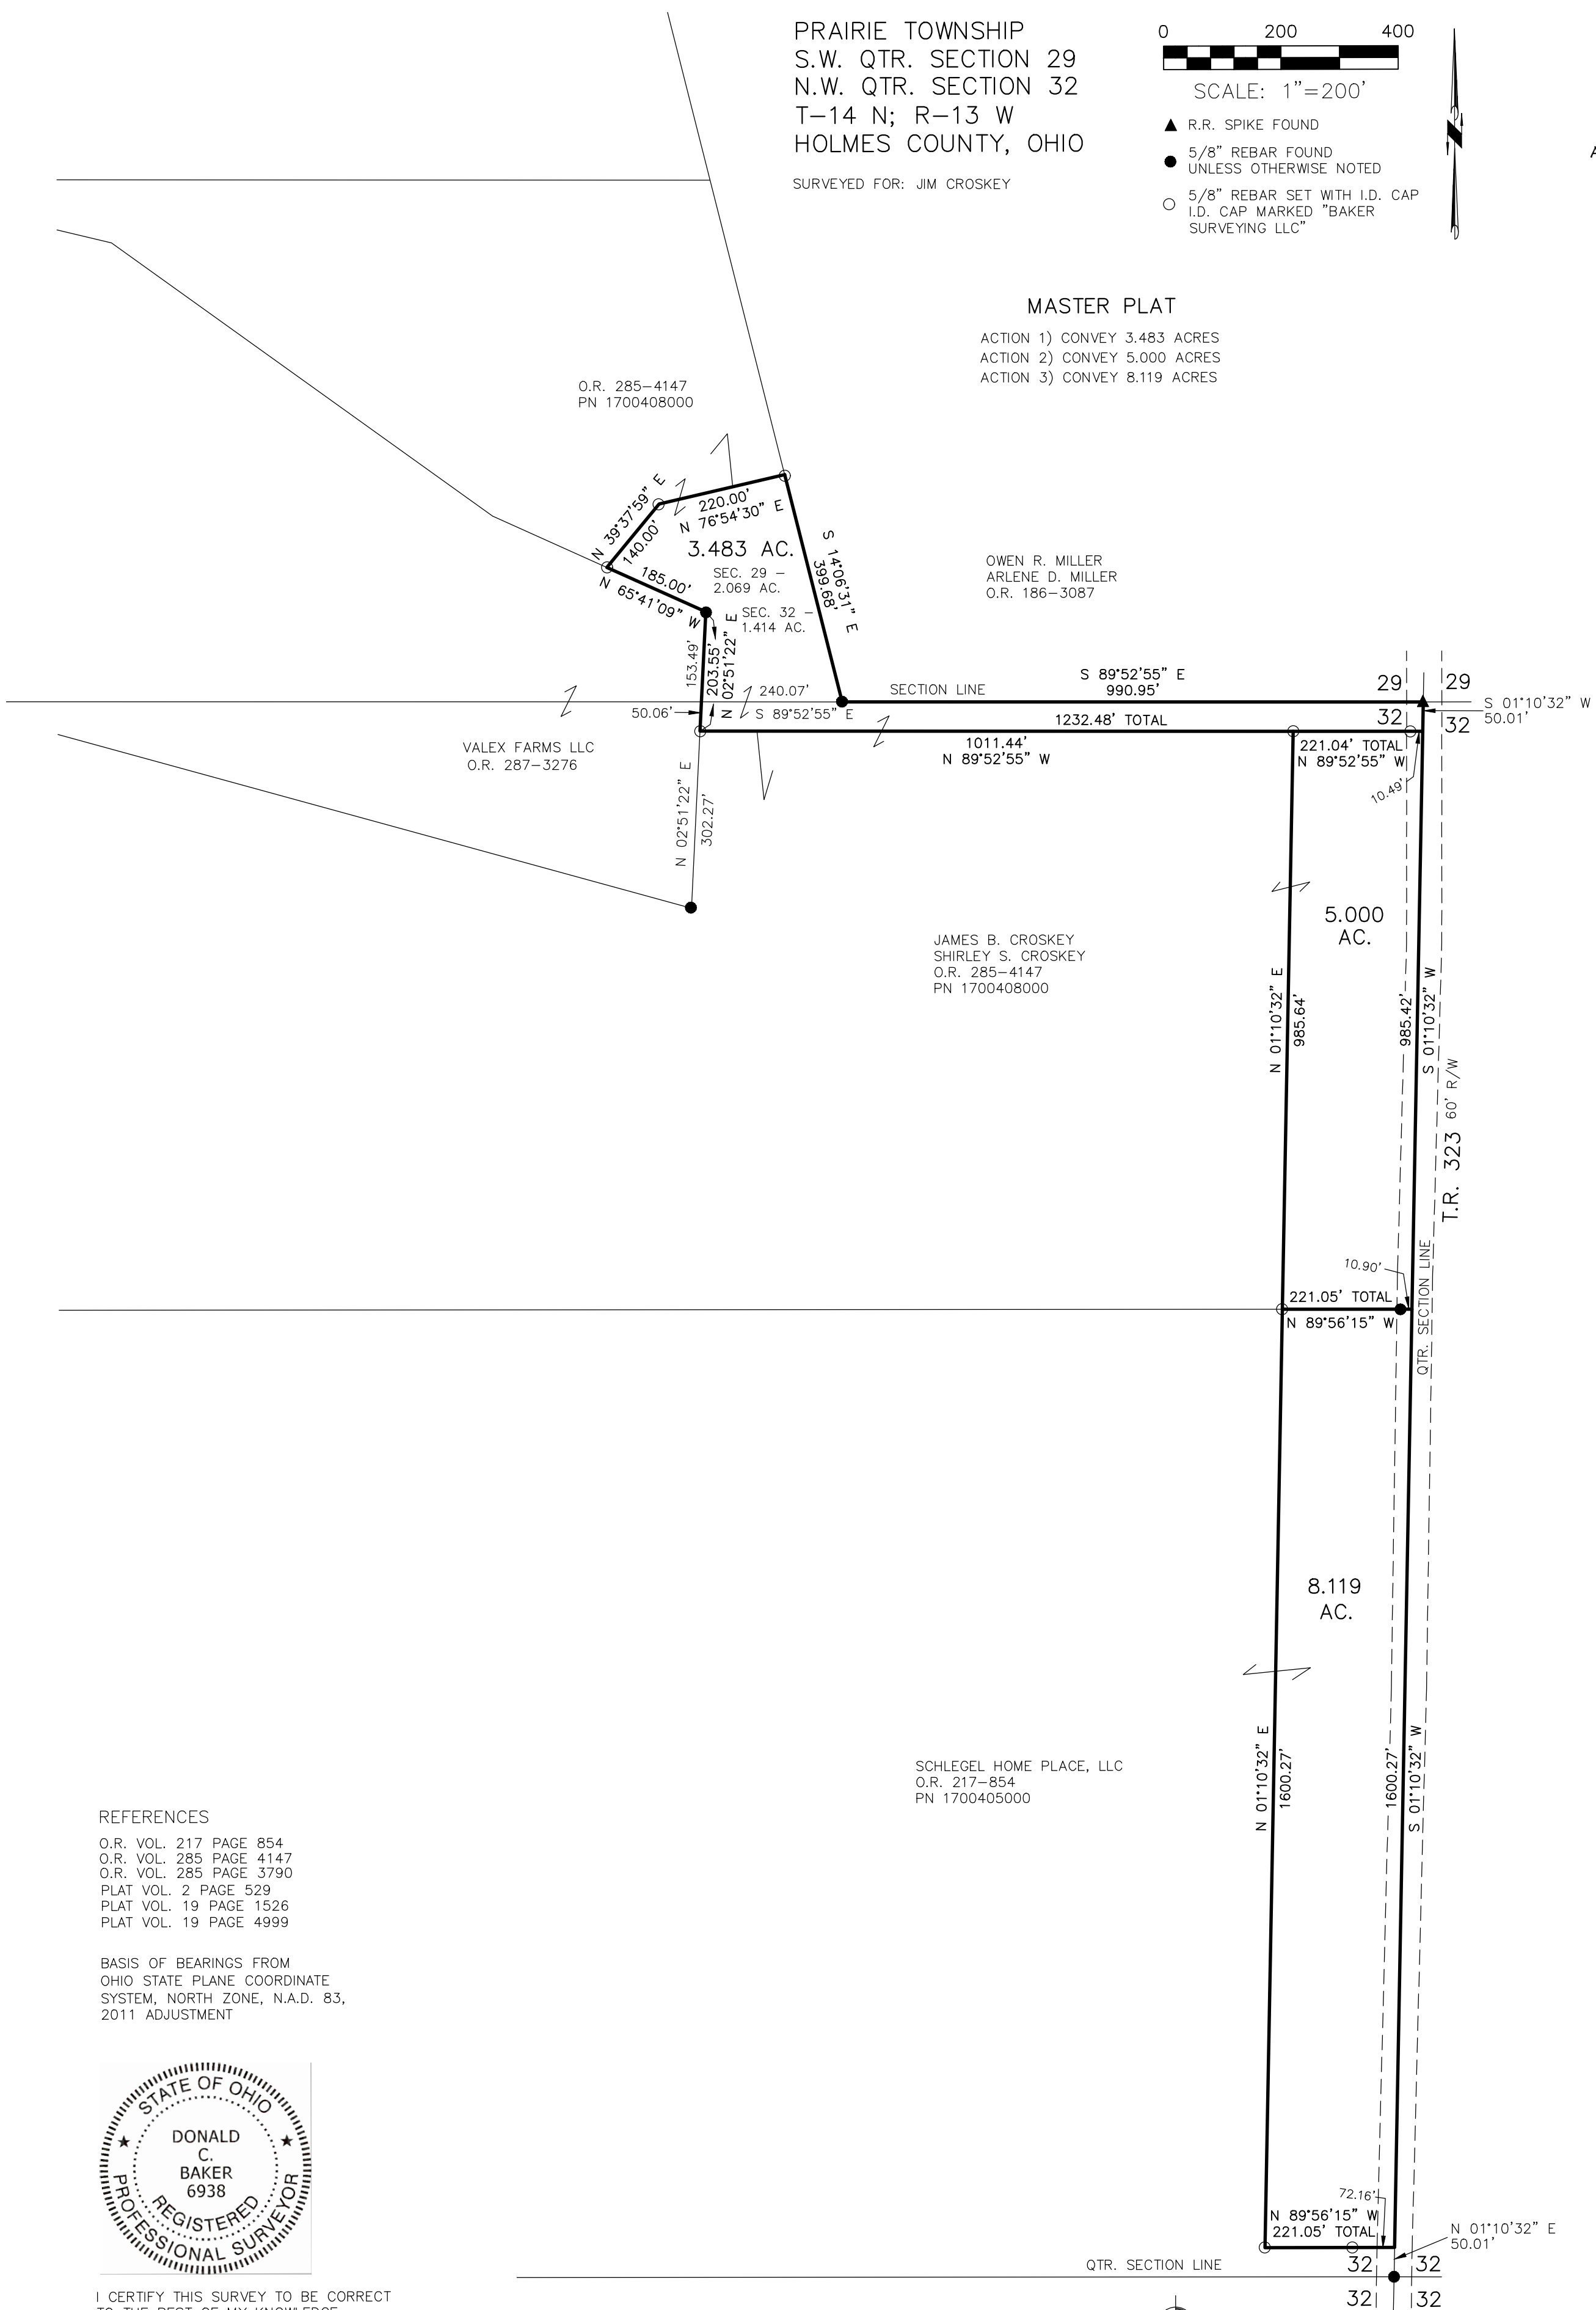 PRAIRIE TOWNSHIP
S.W. QTR. SECTION 29
N.W. QTR. SECTION 32
T-14 N; R-13 W
HOLMES COUNTY, OHIO
SURVEYED FOR: JIM CROSKEY
0 200 400
SCALE: 1"=200'
R.R. SPIKE FOUND
5/8" REBAR FOUND
UNLESS OTHERWISE NOTED
5/8" REBAR SET WITH I.D. CAP
I.D. CAP MARKED "BAKER
SURVEYING LLC"
MASTER PLAT
ACTION 1) CONVEY 3.483 ACRES
ACTION 2) CONVEY 5.000 ACRES
ACTION 3) CONVEY 8.119 ACRES
O.R. 285-4147
PN 1700408000
N 39°37'59" E
140.00'
220.00'
N 76°54'30" E
3.483 AC.
SEC. 29 -
2.069 AC.
SEC. 32 -
1.414 AC.
185.00'
N 65°41'09" W
S 14°06'31" E
399.68'
OWEN R. MILLER
ARLENE D. MILLER
O.R. 186-3087
153.49'
203.55'
N 02°51'22" E
50.06'
240.07'
S 89°52'55" E
SECTION LINE
S 89°52'55" E
990.95'
29
29
32
32
S 01°10'32" W
50.01'
1232.48' TOTAL
1011.44'
N 89°52'55" W
221.04' TOTAL
N 89°52'55" W
10.49'
VALEX FARMS LLC
O.R. 287-3276
N 02°51'22" E
302.27'
JAMES B. CROSKEY
SHIRLEY S. CROSKEY
O.R. 285-4147
PN 1700408000
5.000
AC.
N 01°10'32" E
985.64'
985.42'
S 01°10'32" W
T.R. 323 60' R/W
QTR. SECTION LINE
10.90'
221.05' TOTAL
N 89°56'15" W
8.119
AC.
N 01°10'32" E
1600.27'
1600.27'
S 01°10'32" W
SCHLEGEL HOME PLACE, LLC
O.R. 217-854
PN 1700405000
REFERENCES
O.R. VOL. 217 PAGE 854
O.R. VOL. 285 PAGE 4147
O.R. VOL. 285 PAGE 3790
PLAT VOL. 2 PAGE 529
PLAT VOL. 19 PAGE 1526
PLAT VOL. 19 PAGE 4999
BASIS OF BEARINGS FROM
OHIO STATE PLANE COORDINATE
SYSTEM, NORTH ZONE, N.A.D. 83,
2011 ADJUSTMENT
STATE OF OHIO
DONALD
C.
BAKER
6938
REGISTERED
PROFESSIONAL SURVEYOR
72.16'
N 89°56'15" W
221.05' TOTAL
N 01°10'32" E
50.01'
QTR. SECTION LINE
32
32
32
32
I CERTIFY THIS SURVEY TO BE CORRECT
TO THE BEST OF MY KNOWLEDGE